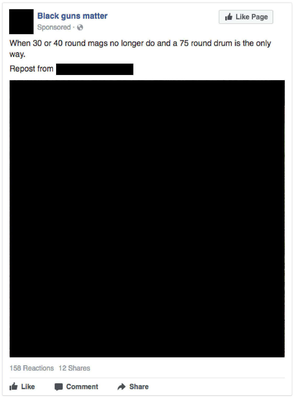 Black guns matter
Like Page
Sponsored ·
When 30 or 40 round mags no longer do and a 75 round drum is the only
way.
Repost from
158 Reactions 12 Shares
Like Comment Share